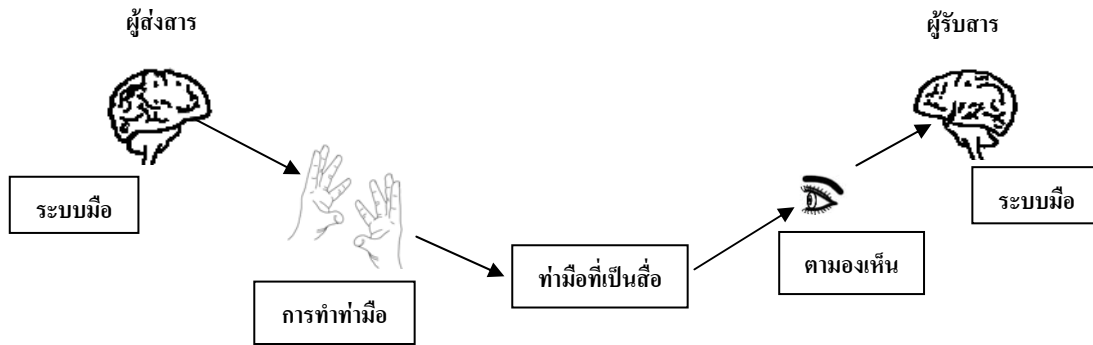 ผู้ส่งสาร
ผู้รับสาร
ระบบมือ
ระบบมือ
ตามองเห็น
ท่ามือที่เป็นสื่อ
การทำท่ามือ